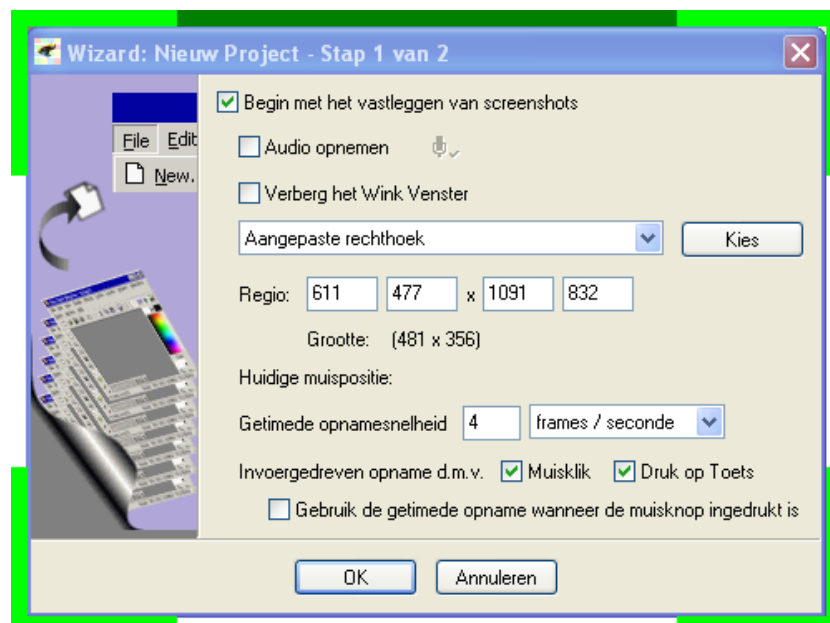 Wizard: Nieuw Project - Stap 1 van 2
File Edit
New.
Begin met het vastleggen van screenshots
Audio opnemen
Verberg het Wink Venster
Aangepaste rechthoek Kies
Regio: 611 477 x 1091 832
Grootte: (481 x 356)
Huidige muispositie:
Getimede opnamesnelheid 4 frames / seconde
Invoergedreven opname d.m.v. Muisklik Druk op Toets
Gebruik de getimede opname wanneer de muisknop ingedrukt is
OK Annuleren